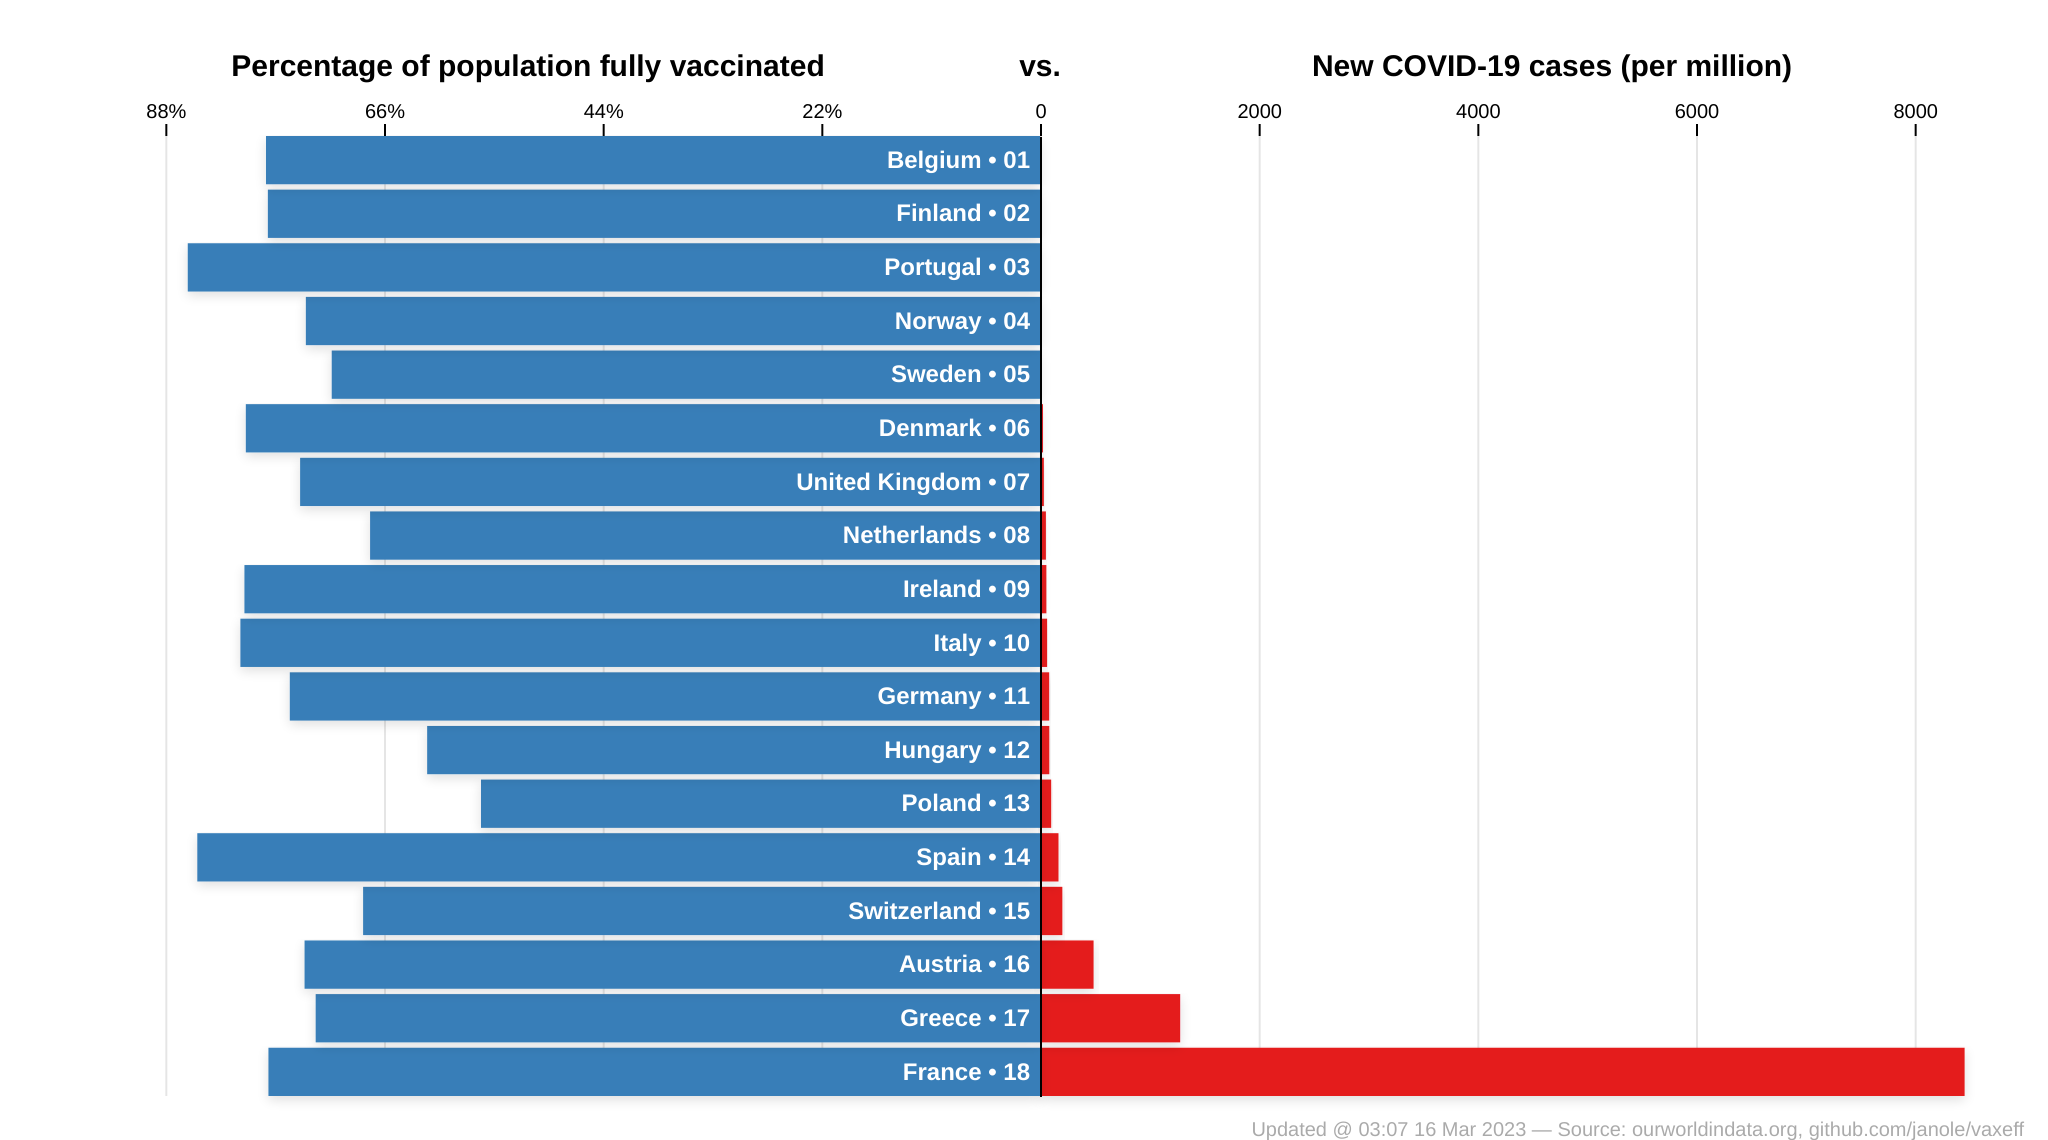 Percentage of population fully vaccinated vs. New COVID-19 cases (per million)
88% 66% 44% 22% 0 2000 4000 6000 8000
Belgium • 01
Finland • 02
Portugal • 03
Norway • 04
Sweden • 05
Denmark • 06
United Kingdom • 07
Netherlands • 08
Ireland • 09
Italy • 10
Germany • 11
Hungary • 12
Poland • 13
Spain • 14
Switzerland • 15
Austria • 16
Greece • 17
France • 18
Updated @ 03:07 16 Mar 2023 — Source: ourworldindata.org, github.com/janole/vaxeff